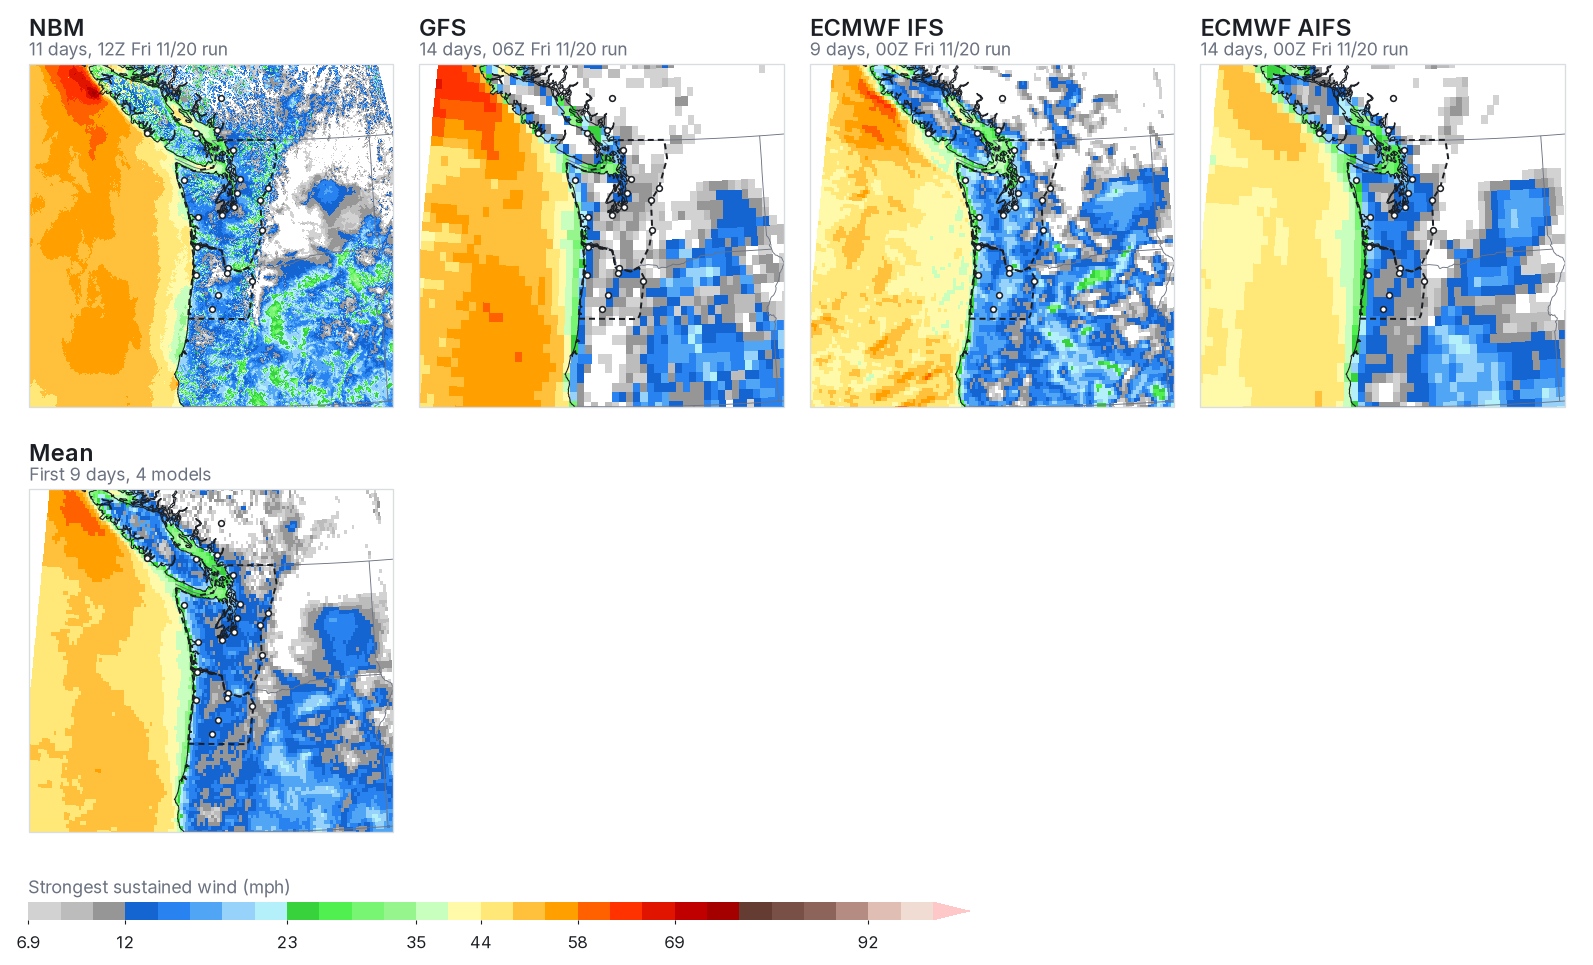 NBM
11 days, 12Z Fri 11/20 run
GFS
14 days, 06Z Fri 11/20 run
ECMWF IFS
9 days, 00Z Fri 11/20 run
ECMWF AIFS
14 days, 00Z Fri 11/20 run
Mean
First 9 days, 4 models
Strongest sustained wind (mph)
6.9 12 23 35 44 58 69 92